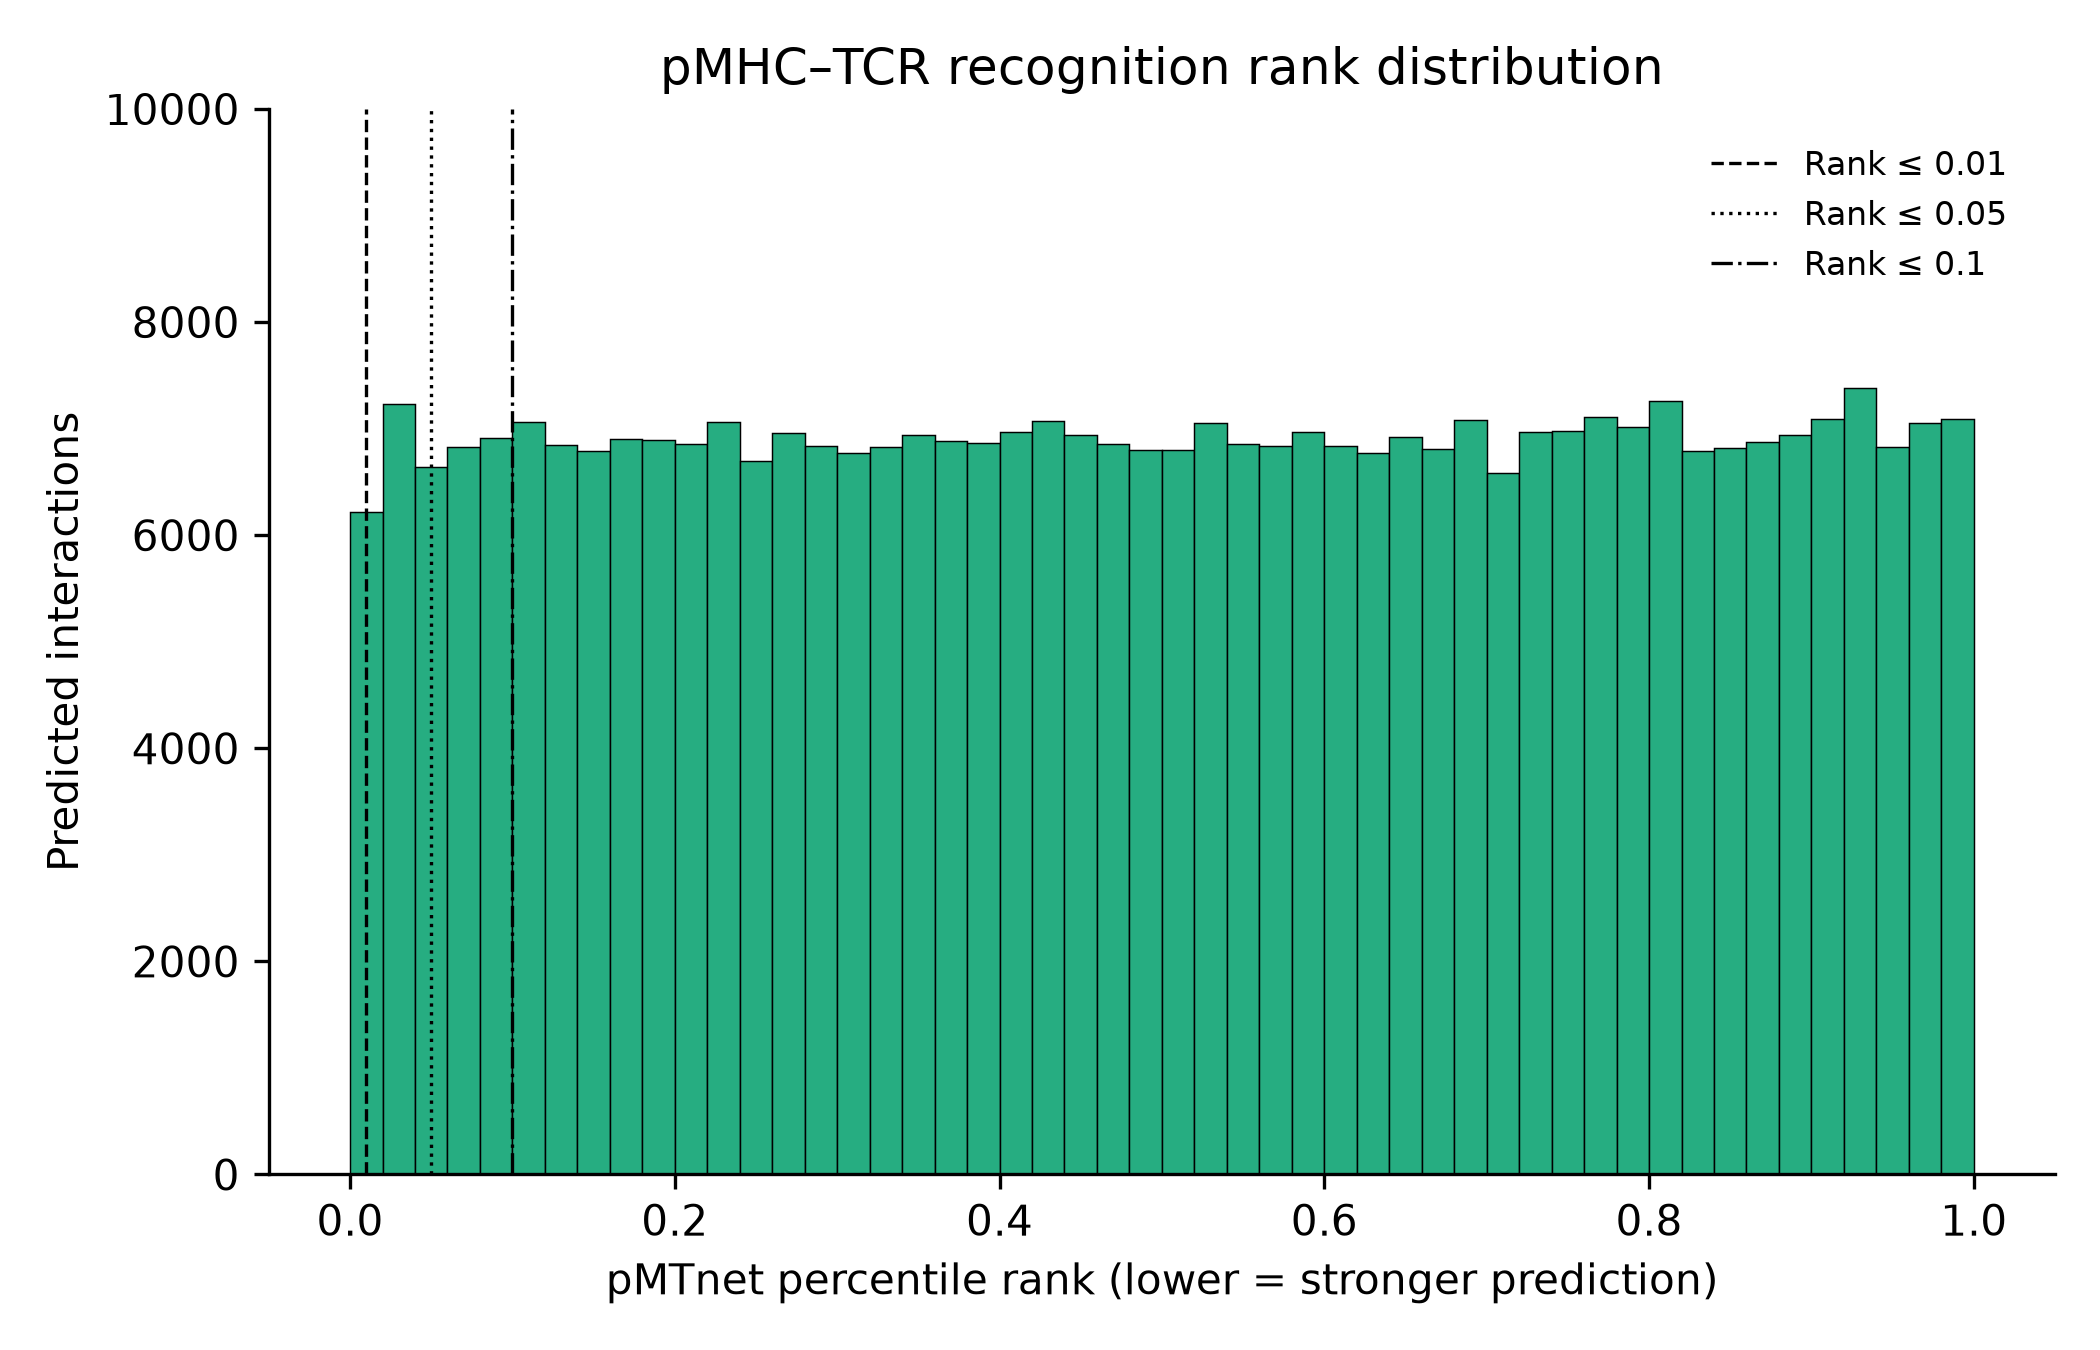 pMHC–TCR recognition rank distribution
10000
8000
6000
4000
2000
0
Predicted interactions
Rank ≤ 0.01
Rank ≤ 0.05
Rank ≤ 0.1
0.0 0.2 0.4 0.6 0.8 1.0
pMTnet percentile rank (lower = stronger prediction)